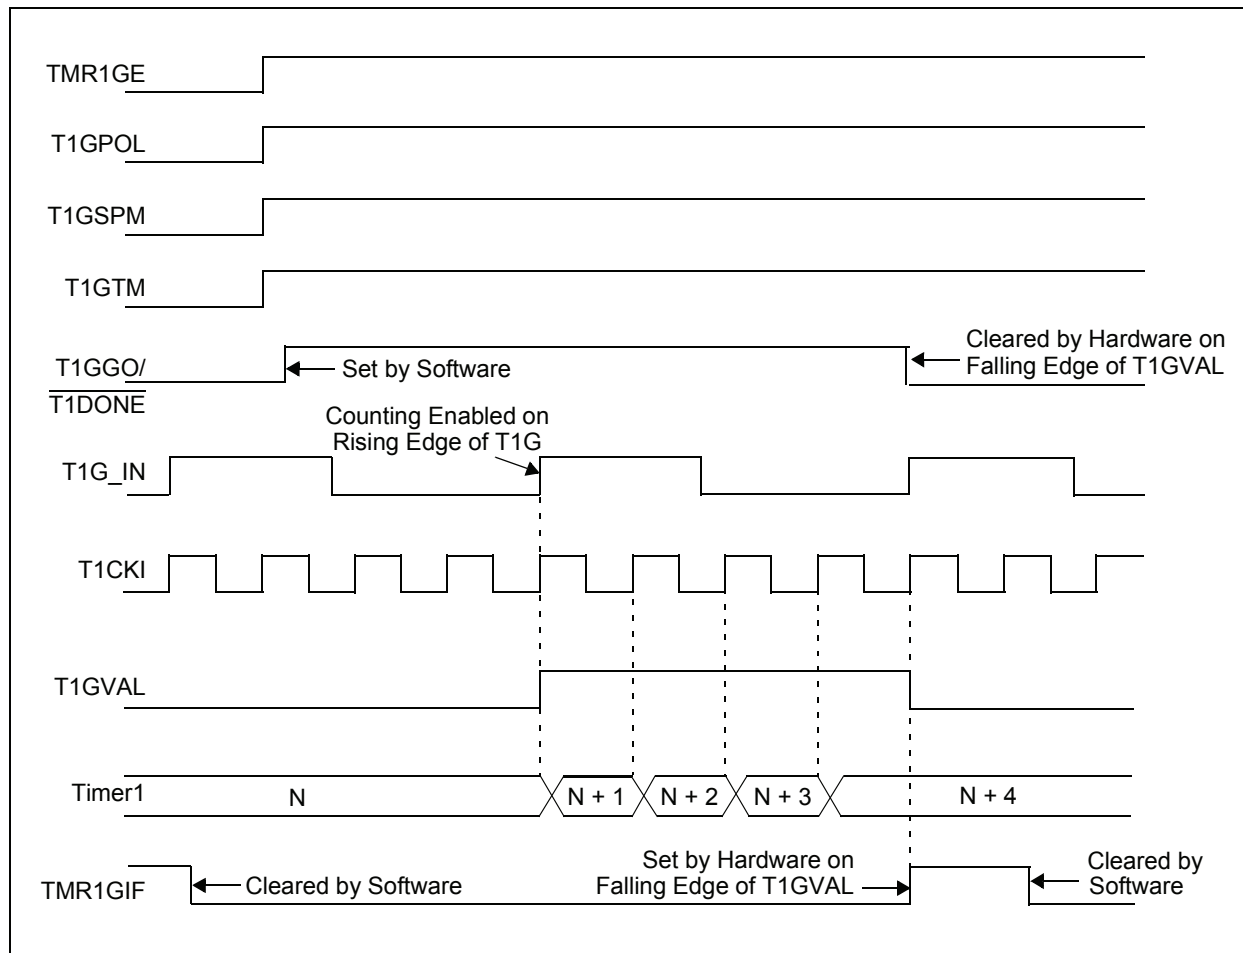 TMR1GE
T1GPOL
T1GSPM
T1GTM
T1GGO/
T1DONE
Set by Software
Cleared by Hardware on
Falling Edge of T1GVAL
Counting Enabled on
Rising Edge of T1G
T1G_IN
T1CKI
T1GVAL
Timer1
N
N + 1
N + 2
N + 3
N + 4
TMR1GIF
Cleared by Software
Set by Hardware on
Falling Edge of T1GVAL
Cleared by
Software